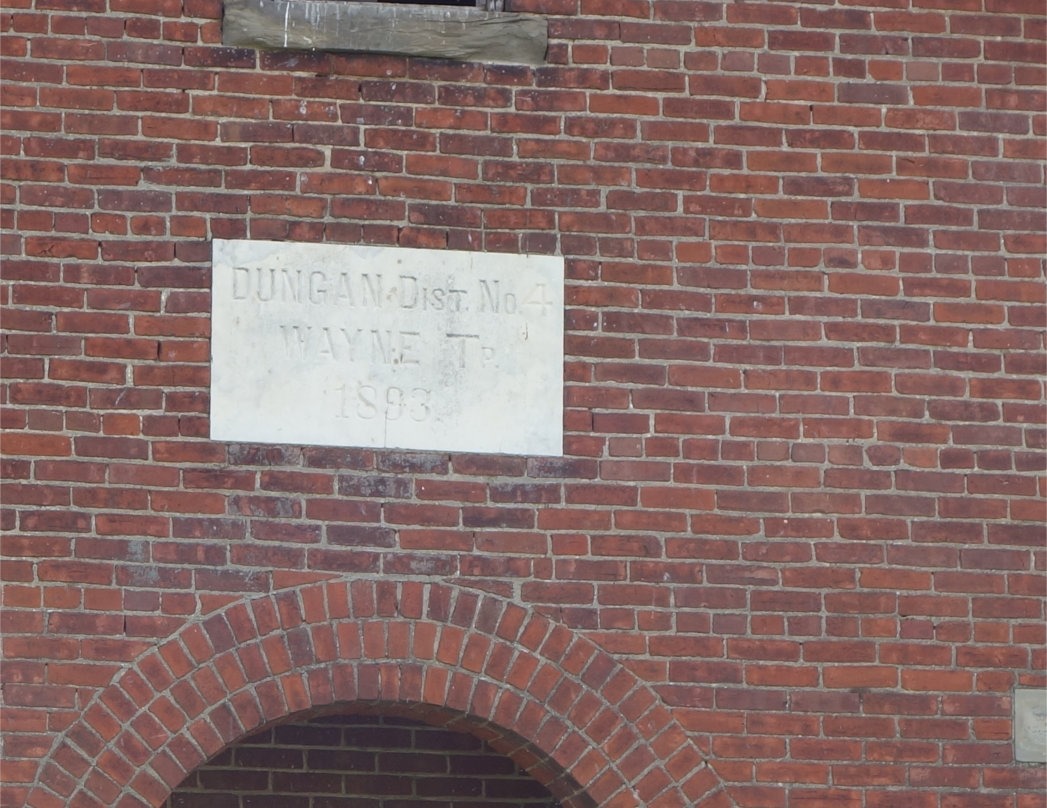 DUNGAN DIST. NO. 4
WAYNE TP.
1893